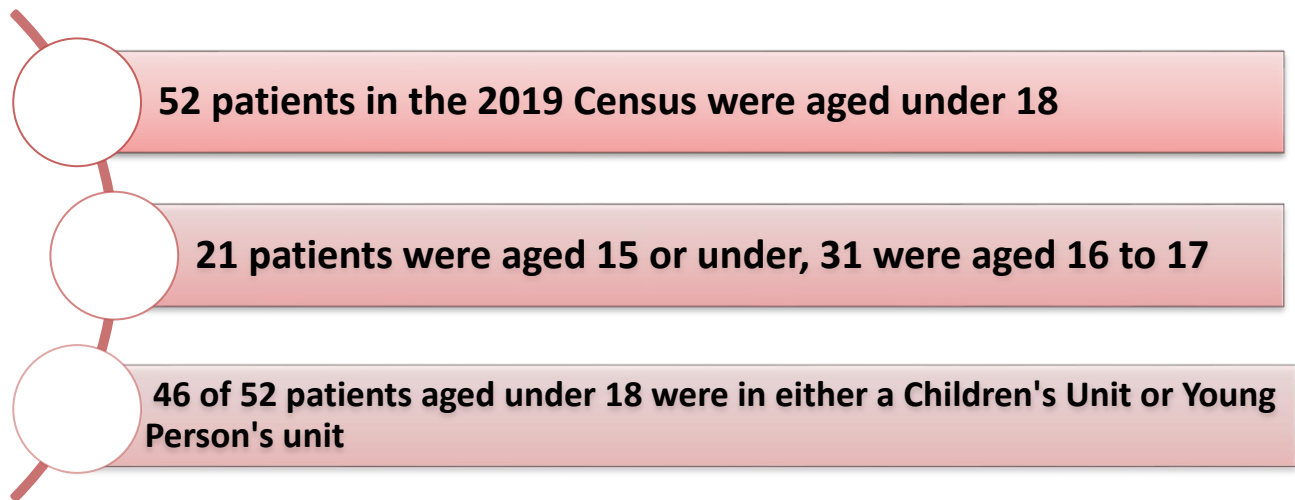 52 patients in the 2019 Census were aged under 18
21 patients were aged 15 or under, 31 were aged 16 to 17
46 of 52 patients aged under 18 were in either a Children's Unit or Young
Person's unit